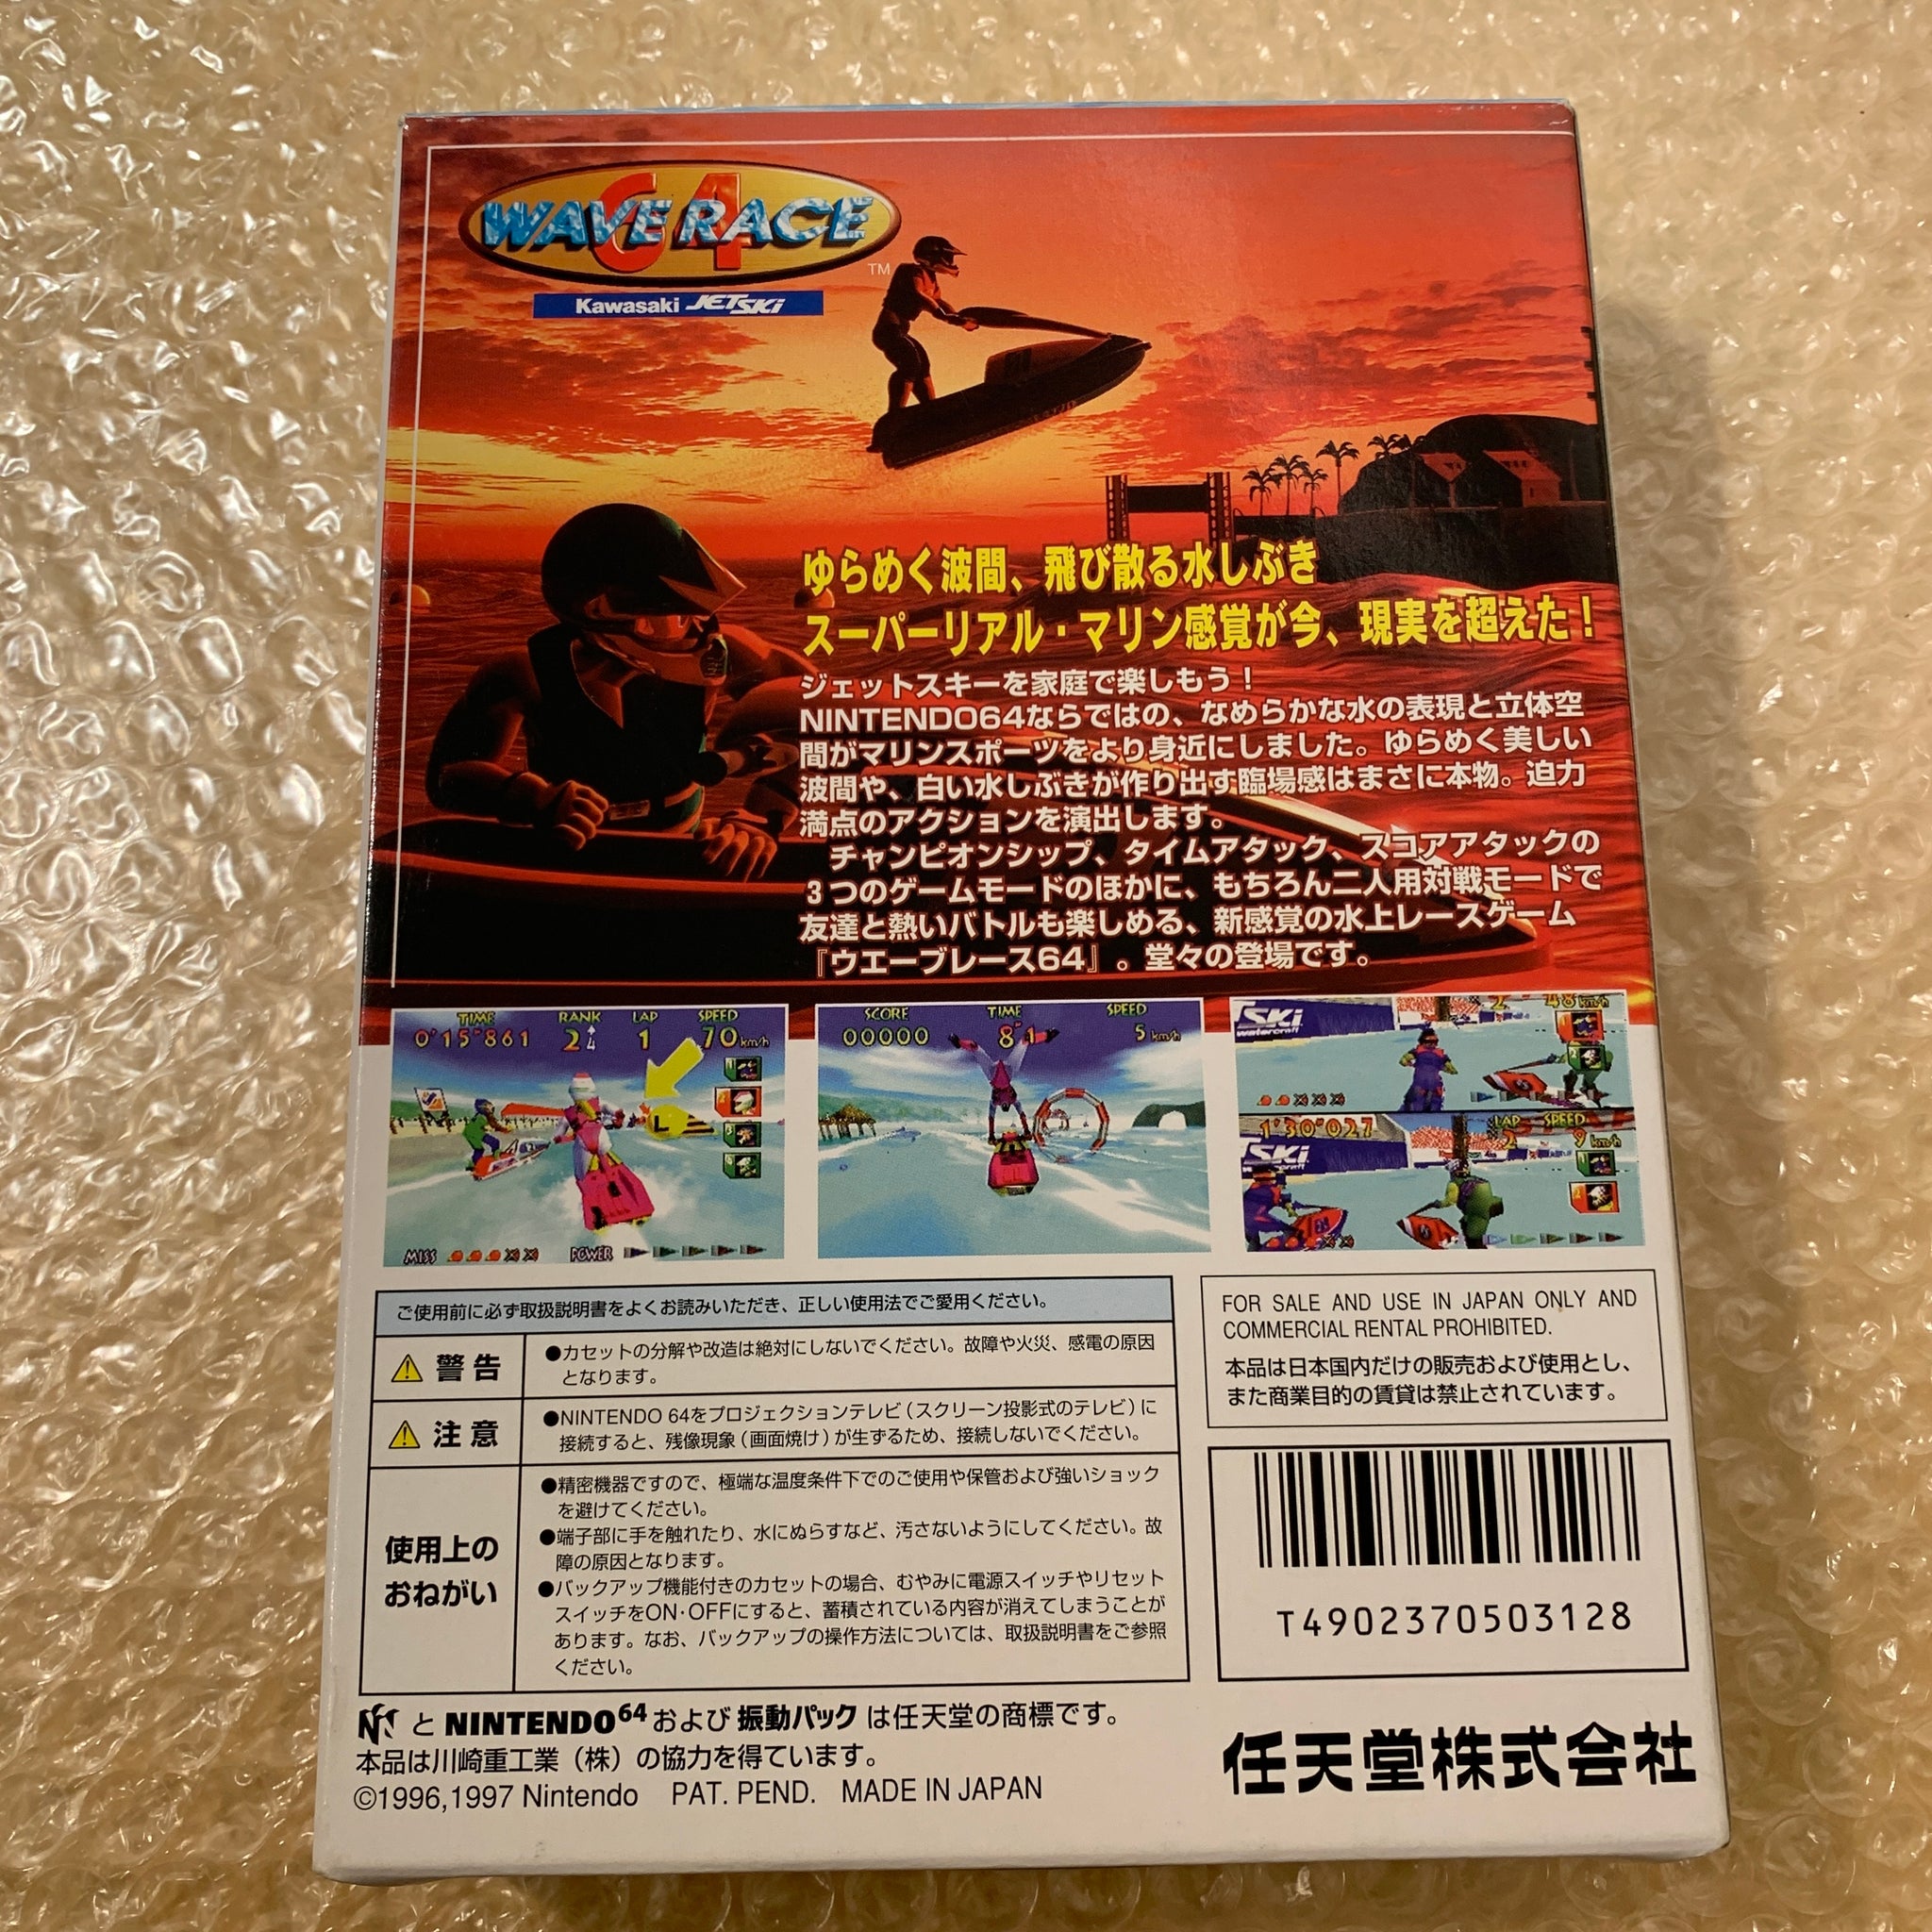 WAVE RACE 64 ™
Kawasaki JET SKi
ゆらめく波間、飛び散る水しぶき
スーパーリアル・マリン感覚が今、現実を超えた！
ジェットスキーを家庭で楽しもう！
NINTENDO64ならではの、なめらかな水の表現と立体空
間がマリンスポーツをより身近にしました。ゆらめく美しい
波間や、白い水しぶきが作り出す臨場感はまさに本物。迫力
満点のアクションを演出します。
チャンピオンシップ、タイムアタック、スコアアタックの
3つのゲームモードのほかに、もちろん二人用対戦モードで
友達と熱いバトルも楽しめる、新感覚の水上レースゲーム
『ウエーブレース64』。堂々の登場です。
TIME RANK LAP SPEED
0'15"861 2 4 1 70 km/h
L
MISS POWER
SCORE TIME SPEED
00000 8"1 5 km/h
SKi watercraft 2 48 km/h
1'30"027 LAP SPEED
2 9 km/h
SKi
ご使用前に必ず取扱説明書をよくお読みいただき、正しい使用法でご愛用ください。
警告
●カセットの分解や改造は絶対にしないでください。故障や火災、感電の原因
となります。
注意
●NINTENDO 64をプロジェクションテレビ（スクリーン投影式のテレビ）に
接続すると、残像現象（画面焼け）が生ずるため、接続しないでください。
使用上の
おねがい
●精密機器ですので、極端な温度条件下でのご使用や保管および強いショック
を避けてください。
●端子部に手を触れたり、水にぬらすなど、汚さないようにしてください。故
障の原因となります。
●バックアップ機能付きのカセットの場合、むやみに電源スイッチやリセット
スイッチをON・OFFにすると、蓄積されている内容が消えてしまうことが
あります。なお、バックアップの操作方法については、取扱説明書をご参照
ください。
FOR SALE AND USE IN JAPAN ONLY AND
COMMERCIAL RENTAL PROHIBITED.
本品は日本国内だけの販売および使用とし、
また商業目的の賃貸は禁止されています。
T4902370503128
と NINTENDO64 および 振動パック は任天堂の商標です。
本品は川崎重工業（株）の協力を得ています。
©1996,1997 Nintendo PAT. PEND. MADE IN JAPAN
任天堂株式会社